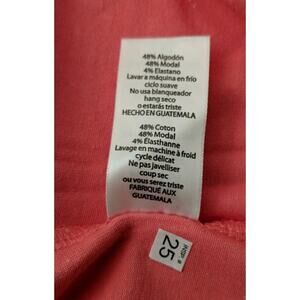 48% Algodón
48% Modal
4% Elastano
Lavar a máquina en frío
ciclo suave
No usa blanqueador
hang seco
o estarás triste
HECHO EN GUATEMALA
48% Coton
48% Modal
4% Elasthanne
Lavage en machine à froid
cycle délicat
Ne pas javelliser
coup sec
ou vous serez triste
FABRIQUÉ AUX
GUATEMALA
25